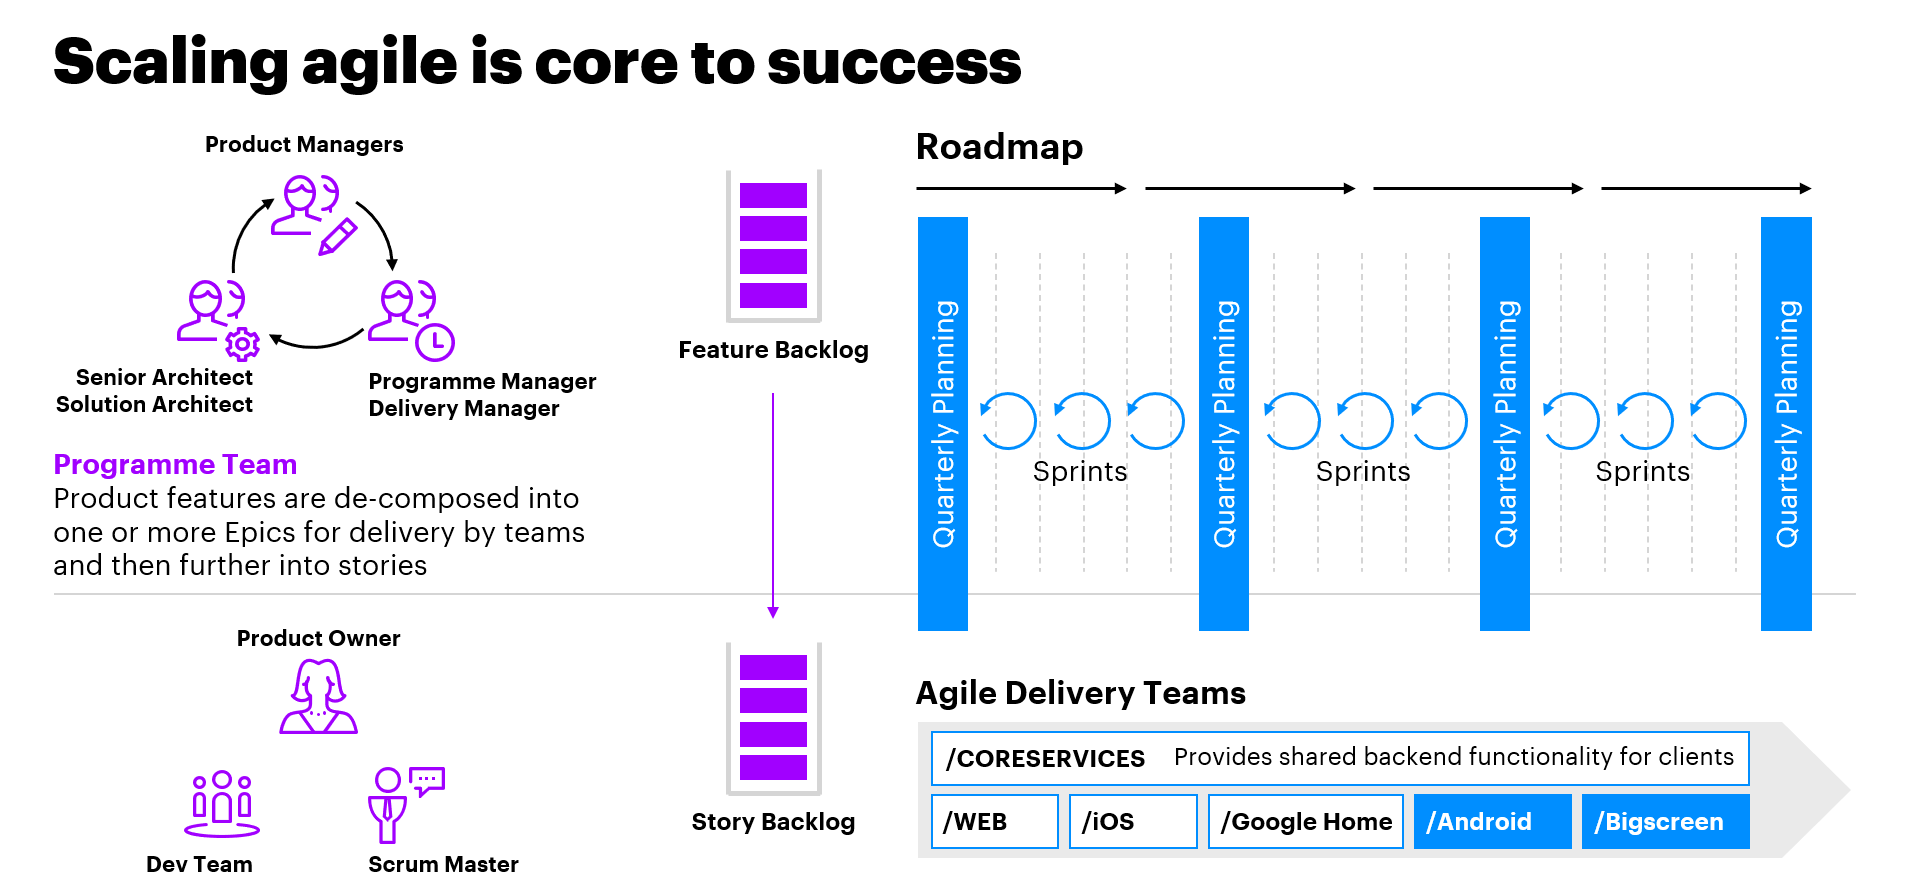 Scaling agile is core to success
Product Managers
Senior Architect
Solution Architect
Programme Manager
Delivery Manager
Programme Team
Product features are de-composed into
one or more Epics for delivery by teams
and then further into stories
Feature Backlog
Roadmap
Quarterly Planning
Sprints
Quarterly Planning
Sprints
Quarterly Planning
Sprints
Quarterly Planning
Product Owner
Dev Team
Scrum Master
Story Backlog
Agile Delivery Teams
/CORESERVICES Provides shared backend functionality for clients
/WEB
/iOS
/Google Home
/Android
/Bigscreen